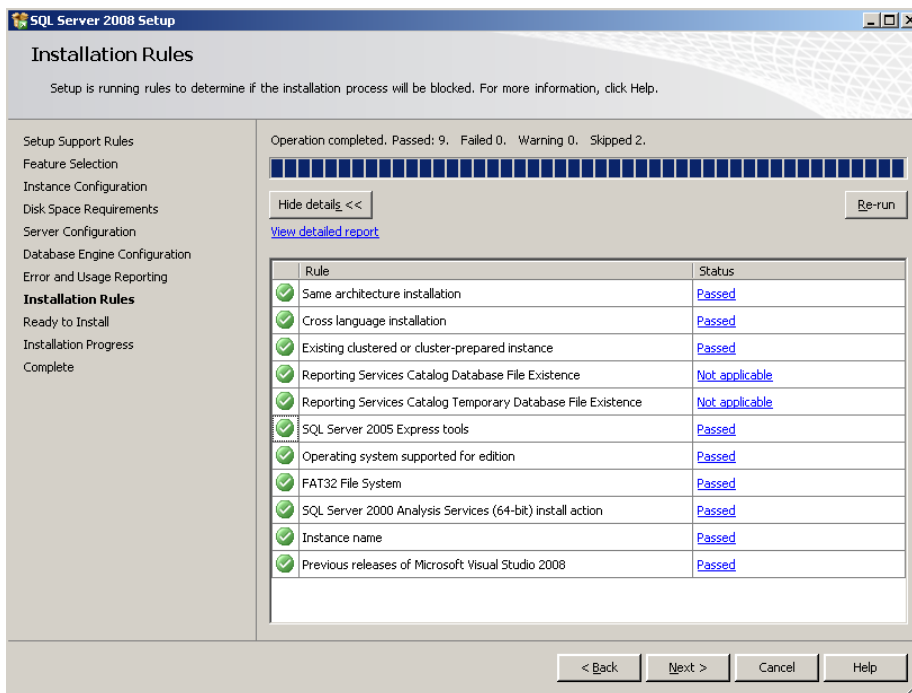 SQL Server 2008 Setup
Installation Rules
Setup is running rules to determine if the installation process will be blocked. For more information, click Help.
Setup Support Rules
Feature Selection
Instance Configuration
Disk Space Requirements
Server Configuration
Database Engine Configuration
Error and Usage Reporting
Installation Rules
Ready to Install
Installation Progress
Complete
Operation completed. Passed: 9. Failed 0. Warning 0. Skipped 2.
Hide details << Re-run
View detailed report
Rule Status
Same architecture installation Passed
Cross language installation Passed
Existing clustered or cluster-prepared instance Passed
Reporting Services Catalog Database File Existence Not applicable
Reporting Services Catalog Temporary Database File Existence Not applicable
SQL Server 2005 Express tools Passed
Operating system supported for edition Passed
FAT32 File System Passed
SQL Server 2000 Analysis Services (64-bit) install action Passed
Instance name Passed
Previous releases of Microsoft Visual Studio 2008 Passed
< Back Next > Cancel Help